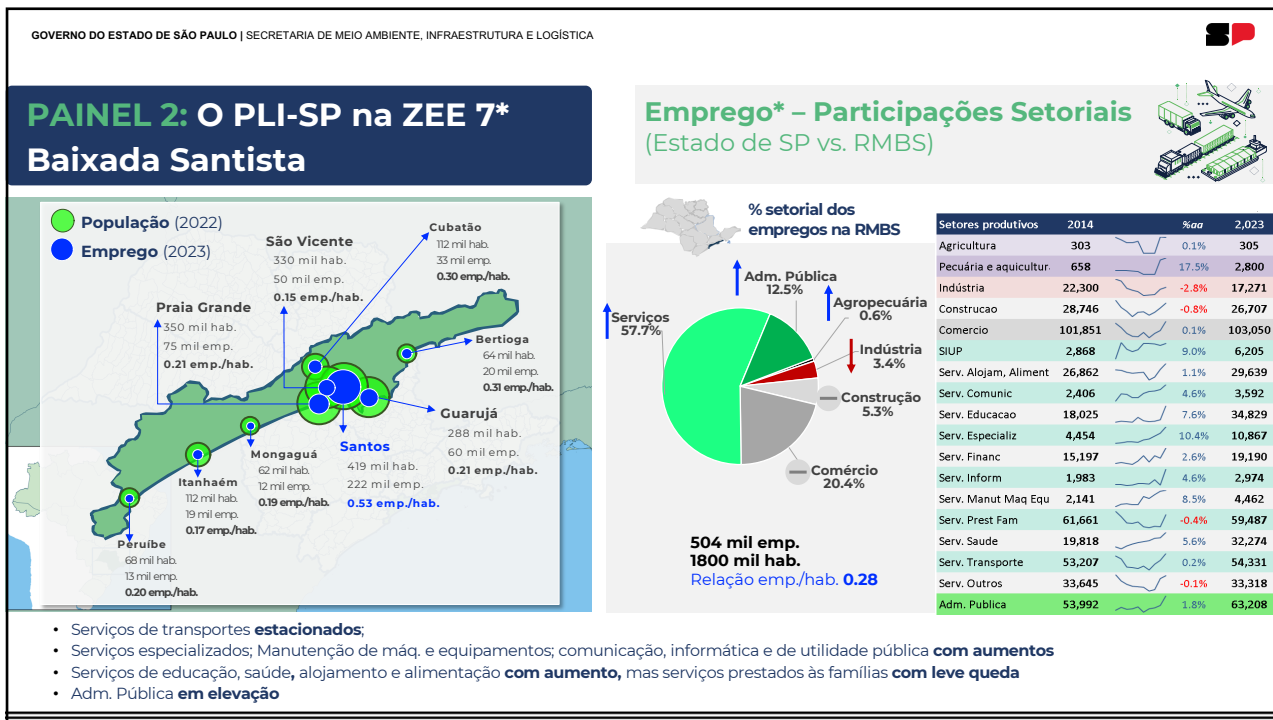 GOVERNO DO ESTADO DE SÃO PAULO | SECRETARIA DE MEIO AMBIENTE, INFRAESTRUTURA E LOGÍSTICA
SP
PAINEL 2: O PLI-SP na ZEE 7*
Baixada Santista
Emprego* – Participações Setoriais
(Estado de SP vs. RMBS)
População (2022)
Emprego (2023)
Cubatão
112 mil hab.
33 mil emp.
0.30 emp./hab.
São Vicente
330 mil hab.
50 mil emp.
0.15 emp./hab.
Praia Grande
350 mil hab.
75 mil emp.
0.21 emp./hab.
Bertioga
64 mil hab.
20 mil emp.
0.31 emp./hab.
Guarujá
288 mil hab.
60 mil emp.
0.21 emp./hab.
Santos
419 mil hab.
222 mil emp.
0.53 emp./hab.
Mongaguá
62 mil hab.
12 mil emp.
0.19 emp./hab.
Itanhaém
112 mil hab.
19 mil emp.
0.17 emp./hab.
Peruíbe
68 mil hab.
13 mil emp.
0.20 emp./hab.
% setorial dos
empregos na RMBS
Adm. Pública
12.5%
Agropecuária
0.6%
Serviços
57.7%
Indústria
3.4%
Construção
5.3%
Comércio
20.4%
504 mil emp.
1800 mil hab.
Relação emp./hab. 0.28
Setores produtivos 2014 %aa 2,023
Agricultura 303 0.1% 305
Pecuária e aquicultur. 658 17.5% 2,800
Indústria 22,300 -2.8% 17,271
Construcao 28,746 -0.8% 26,707
Comercio 101,851 0.1% 103,050
SIUP 2,868 9.0% 6,205
Serv. Alojam, Aliment 26,862 1.1% 29,639
Serv. Comunic 2,406 4.6% 3,592
Serv. Educacao 18,025 7.6% 34,829
Serv. Especializ 4,454 10.4% 10,867
Serv. Financ 15,197 2.6% 19,190
Serv. Inform 1,983 4.6% 2,974
Serv. Manut Maq Equ 2,141 8.5% 4,462
Serv. Prest Fam 61,661 -0.4% 59,487
Serv. Saude 19,818 5.6% 32,274
Serv. Transporte 53,207 0.2% 54,331
Serv. Outros 33,645 -0.1% 33,318
Adm. Publica 53,992 1.8% 63,208
• Serviços de transportes estacionados;
• Serviços especializados; Manutenção de máq. e equipamentos; comunicação, informática e de utilidade pública com aumentos
• Serviços de educação, saúde, alojamento e alimentação com aumento, mas serviços prestados às famílias com leve queda
• Adm. Pública em elevação